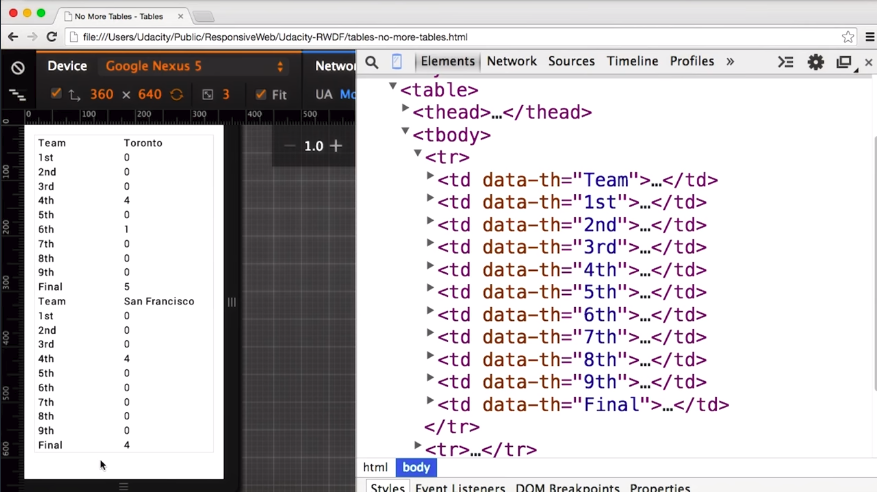 No More Tables - Tables ×
file:///Users/Udacity/Public/ResponsiveWeb/Udacity-RWDF/tables-no-more-tables.html
Device Google Nexus 5 Networ
360 × 640 3 Fit UA Mo
0 100 200 300 400 500
0
100
200
300
400
500
600
− 1.0 +
Team Toronto
1st 0
2nd 0
3rd 0
4th 4
5th 0
6th 1
7th 0
8th 0
9th 0
Final 5
Team San Francisco
1st 0
2nd 0
3rd 0
4th 4
5th 0
6th 0
7th 0
8th 0
9th 0
Final 4
Elements Network Sources Timeline Profiles »
<table>
<thead>…</thead>
<tbody>
<tr>
<td data-th="Team">…</td>
<td data-th="1st">…</td>
<td data-th="2nd">…</td>
<td data-th="3rd">…</td>
<td data-th="4th">…</td>
<td data-th="5th">…</td>
<td data-th="6th">…</td>
<td data-th="7th">…</td>
<td data-th="8th">…</td>
<td data-th="9th">…</td>
<td data-th="Final">…</td>
</tr>
<tr>…</tr>
html body
Styles Event Listeners DOM Breakpoints Properties